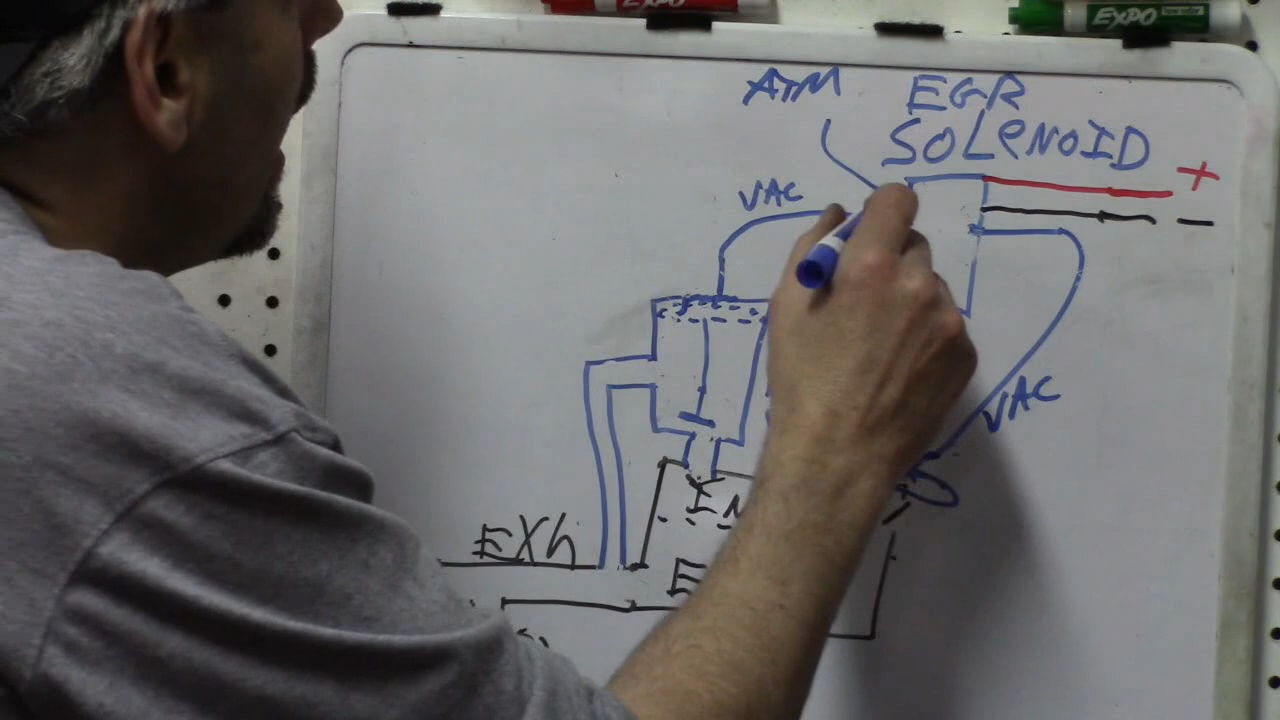 EXPO
EXPO
ATM
EGR
SOLENOID
+
VAC
-
VAC
EXh